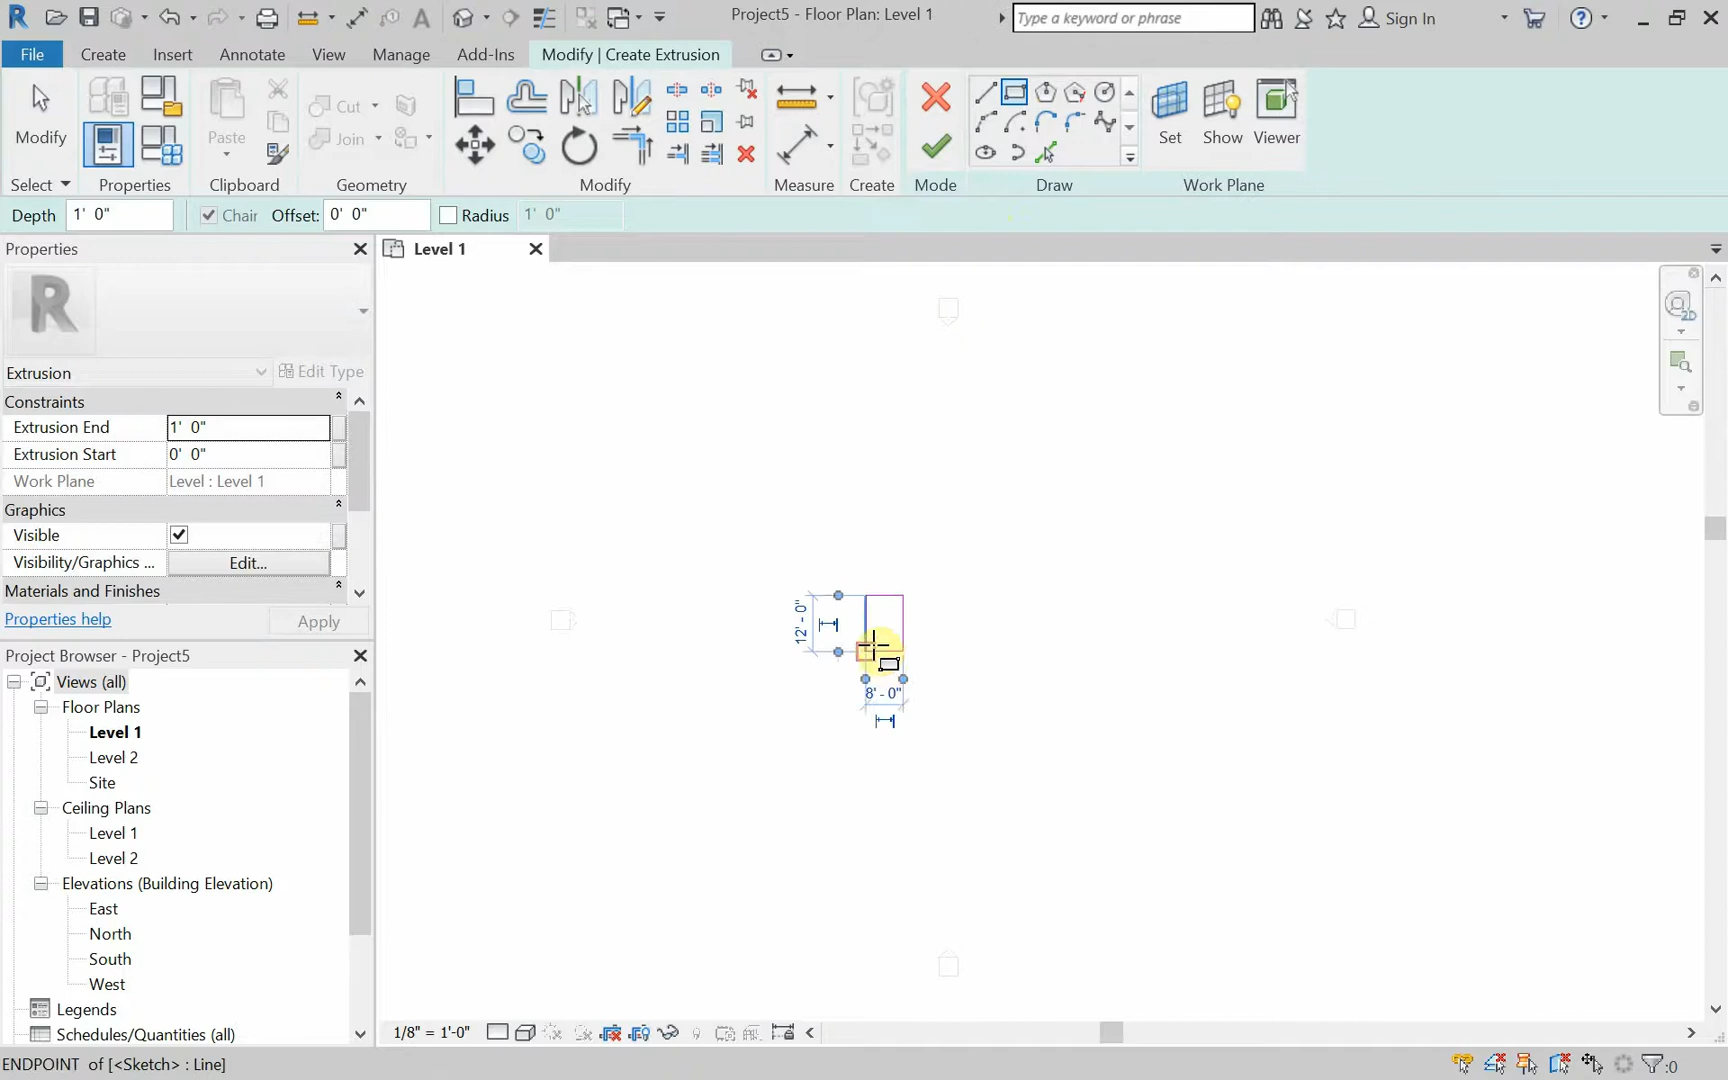 Project5 - Floor Plan: Level 1
Type a keyword or phrase
Sign In
File
Create
Insert
Annotate
View
Manage
Add-Ins
Modify | Create Extrusion
Modify
Paste
Cut
Join
Set
Show
Viewer
Select
Properties
Clipboard
Geometry
Modify
Measure
Create
Mode
Draw
Work Plane
Depth
1' 0"
Chain
Offset:
0' 0"
Radius
1' 0"
Properties
Level 1
R
Extrusion
Edit Type
Constraints
Extrusion End
1' 0"
Extrusion Start
0' 0"
Work Plane
Level : Level 1
Graphics
Visible
Visibility/Graphics ...
Edit...
Materials and Finishes
Properties help
Apply
Project Browser - Project5
Views (all)
Floor Plans
Level 1
Level 2
Site
Ceiling Plans
Level 1
Level 2
Elevations (Building Elevation)
East
North
South
West
Legends
Schedules/Quantities (all)
12' - 0"
8' - 0"
2D
1/8" = 1'-0"
ENDPOINT of [<Sketch> : Line]
:0